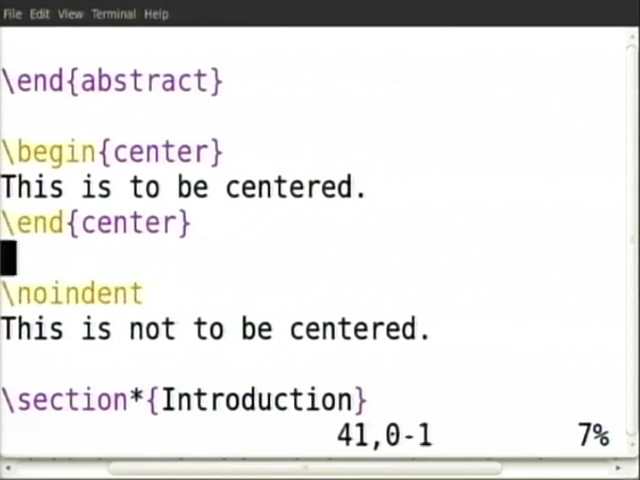 File Edit View Terminal Help
\end{abstract}
\begin{center}
This is to be centered.
\end{center}
\noindent
This is not to be centered.
\section*{Introduction}
41,0-1 7%